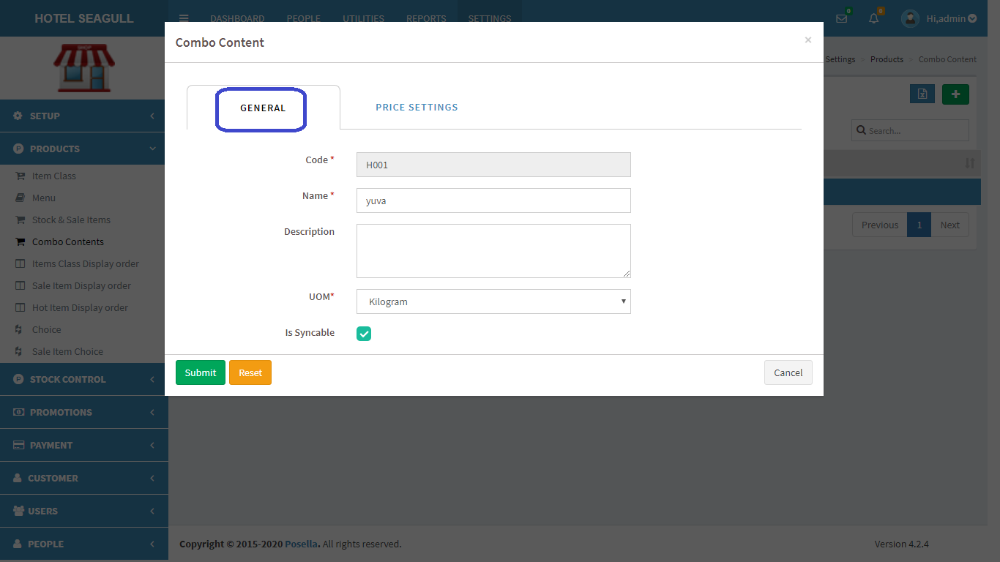 HOTEL SEAGULL
DASHBOARD PEOPLE UTILITIES REPORTS SETTINGS
0 0 Hi,admin
SHOP
Combo Content ×
Settings > Products > Combo Content
GENERAL PRICE SETTINGS
Search...
SETUP
PRODUCTS
Item Class
Menu
Stock & Sale Items
Combo Contents
Items Class Display order
Sale Item Display order
Hot Item Display order
Choice
Sale Item Choice
STOCK CONTROL
PROMOTIONS
PAYMENT
CUSTOMER
USERS
PEOPLE
Code * H001
Name * yuva
Description
UOM* Kilogram
Is Syncable
Previous 1 Next
Submit Reset Cancel
Copyright © 2015-2020 Posella. All rights reserved. Version 4.2.4